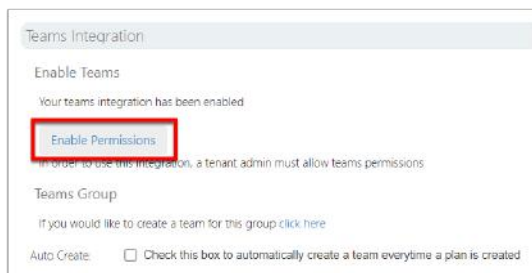 Teams Integration
Enable Teams
Your teams integration has been enabled
Enable Permissions
In order to use this integration, a tenant admin must allow teams permissions
Teams Group
If you would like to create a team for this group click here
Auto Create: Check this box to automatically create a team everytime a plan is created